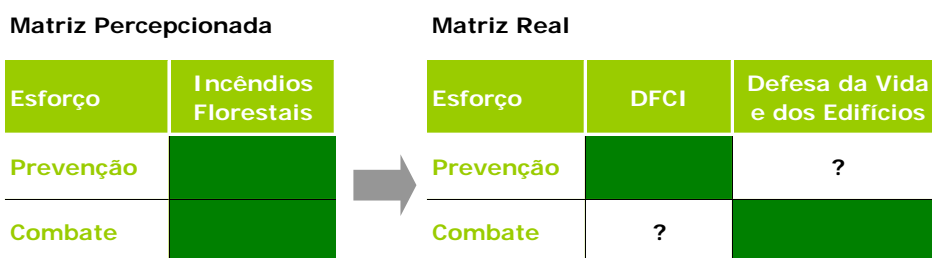 Matriz Percepcionada
Esforço
Incêndios
Florestais
Prevenção
Combate
Matriz Real
Esforço
DFCI
Defesa da Vida
e dos Edifícios
Prevenção
?
Combate
?